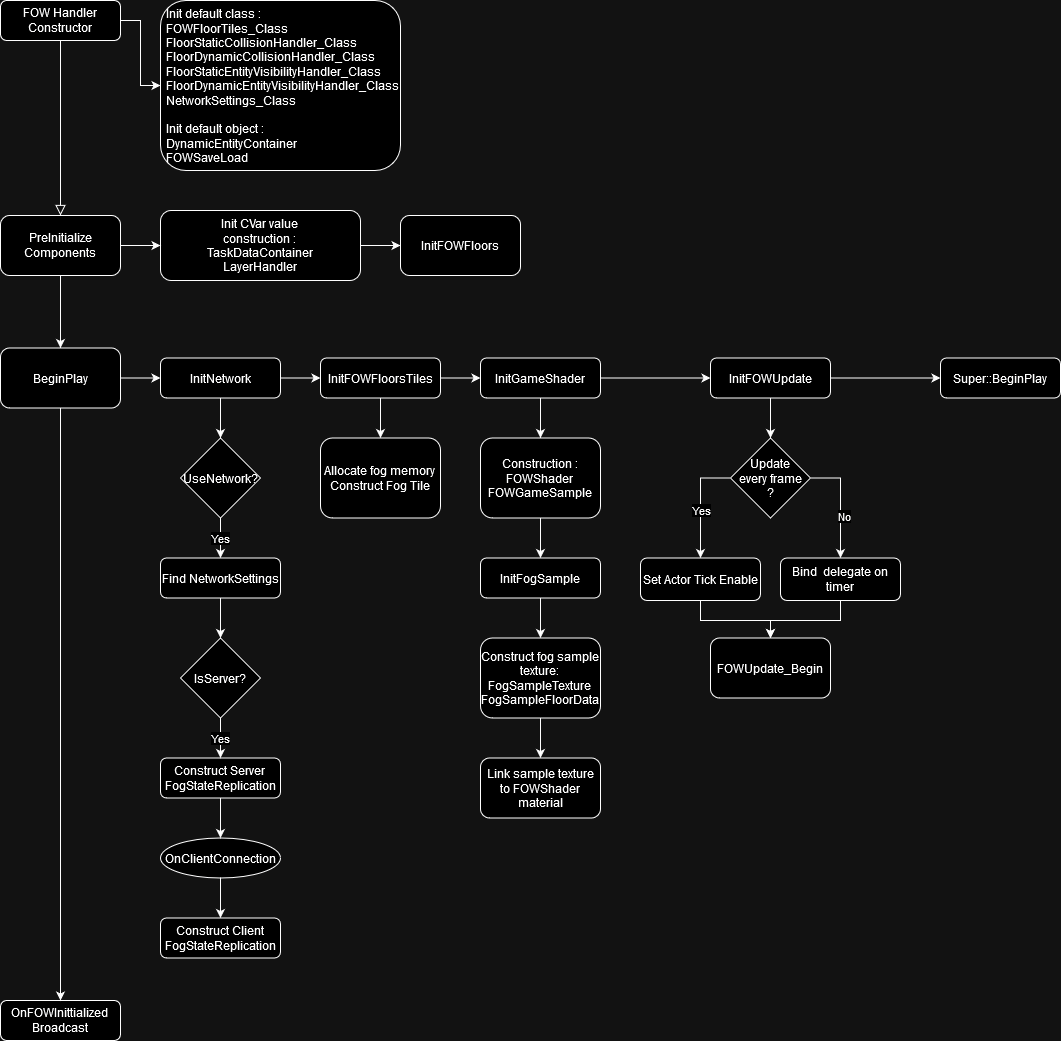 FOW Handler
Constructor
Init default class :
FOWFloorTiles_Class
FloorStaticCollisionHandler_Class
FloorDynamicCollisionHandler_Class
FloorStaticEntityVisibilityHandler_Class
FloorDynamicEntityVisibilityHandler_Class
NetworkSettings_Class
Init default object :
DynamicEntityContainer
FOWSaveLoad
PreInitialize
Components
Init CVar value
construction :
TaskDataContainer
LayerHandler
InitFOWFloors
BeginPlay
InitNetwork
InitFOWFloorsTiles
InitGameShader
InitFOWUpdate
Super::BeginPlay
UseNetwork?
Allocate fog memory
Construct Fog Tile
Construction :
FOWShader
FOWGameSample
Update
every frame
?
Yes
No
Yes
Find NetworkSettings
InitFogSample
Set Actor Tick Enable
Bind  delegate on
timer
IsServer?
Construct fog sample
texture:
FogSampleTexture
FogSampleFloorData
FOWUpdate_Begin
Yes
Construct Server
FogStateReplication
Link sample texture
to FOWShader
material
OnClientConnection
Construct Client
FogStateReplication
OnFOWInittialized
Broadcast